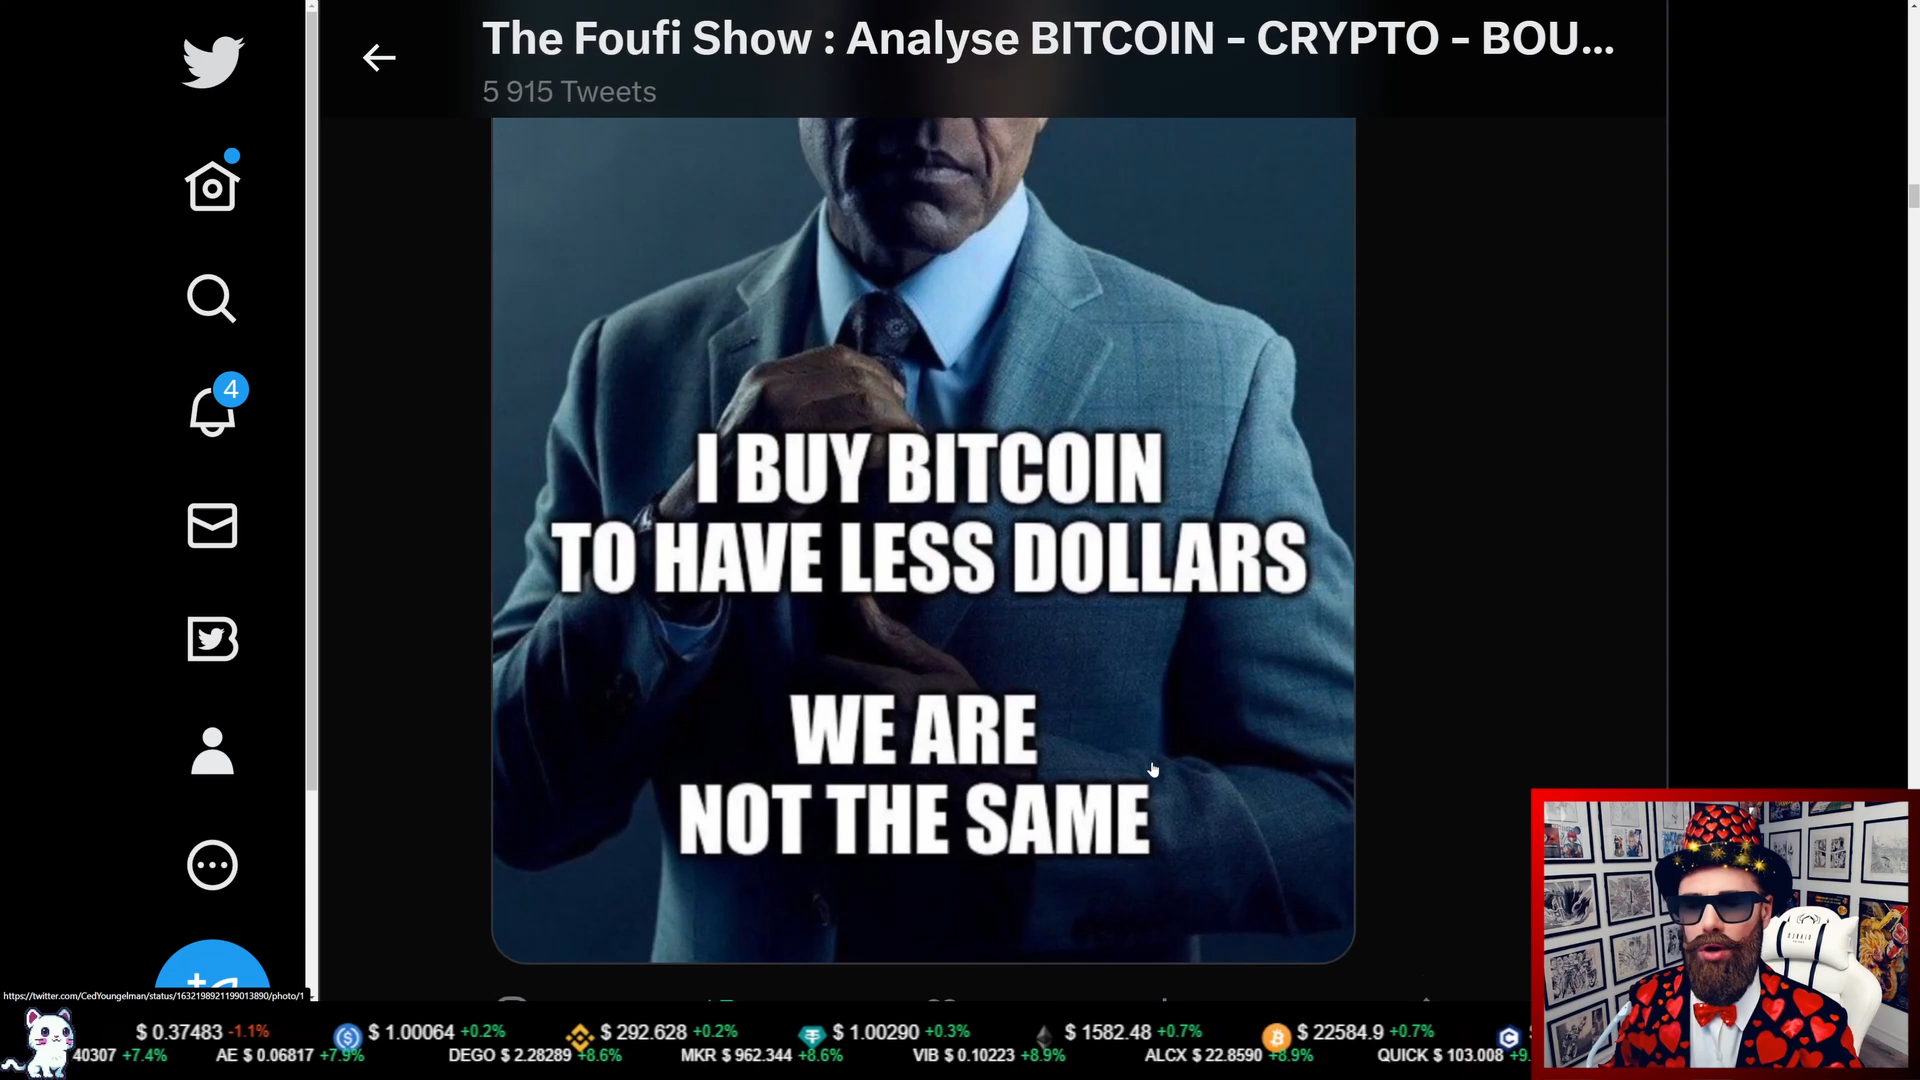 The Foufi Show : Analyse BITCOIN - CRYPTO - BOU...
5 915 Tweets
4
I BUY BITCOIN
TO HAVE LESS DOLLARS
WE ARE
NOT THE SAME
https://twitter.com/CedYoungelman/status/1632198921199013890/photo/1
$ 0.37483 -1.1% $ 1.00064 +0.2% $ 292.628 +0.2% $ 1.00290 +0.3% $ 1582.48 +0.7% $ 22584.9 +0.7%
40307 +7.4% AE $ 0.06817 +7.9% DEGO $ 2.28289 +8.6% MKR $ 962.344 +8.6% VIB $ 0.10223 +8.9% ALCX $ 22.8590 +8.9% QUICK $ 103.008 +9.